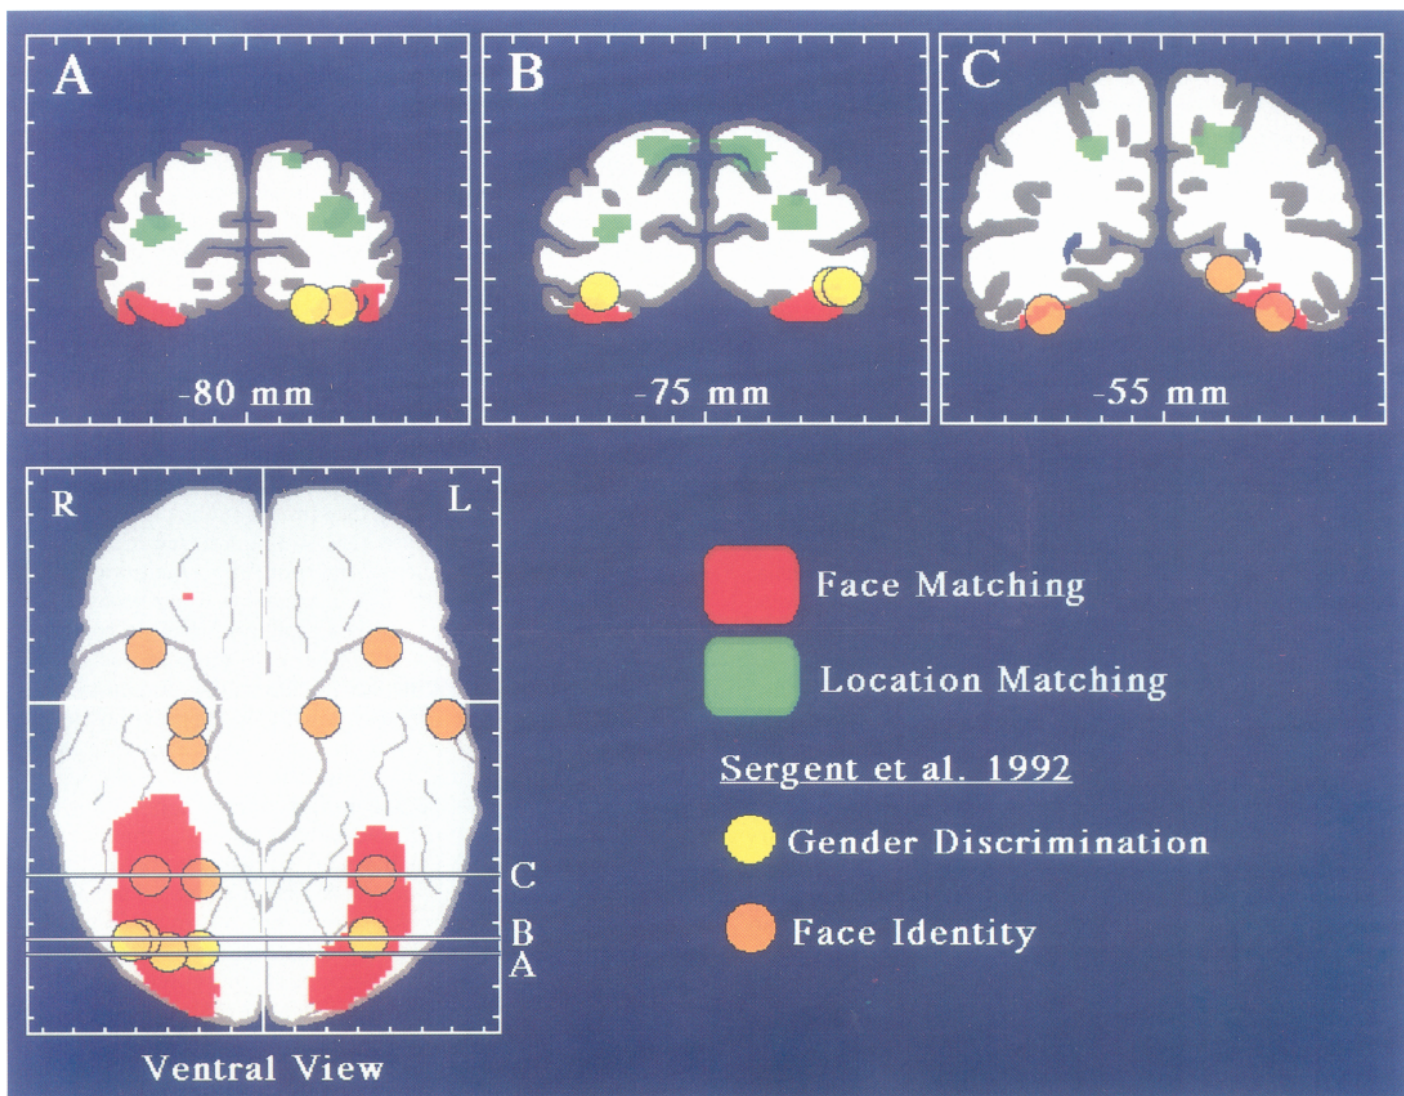 A
B
C
-80 mm
-75 mm
-55 mm
R
L
C
B
A
Ventral View
Face Matching
Location Matching
Sergent et al. 1992
Gender Discrimination
Face Identity